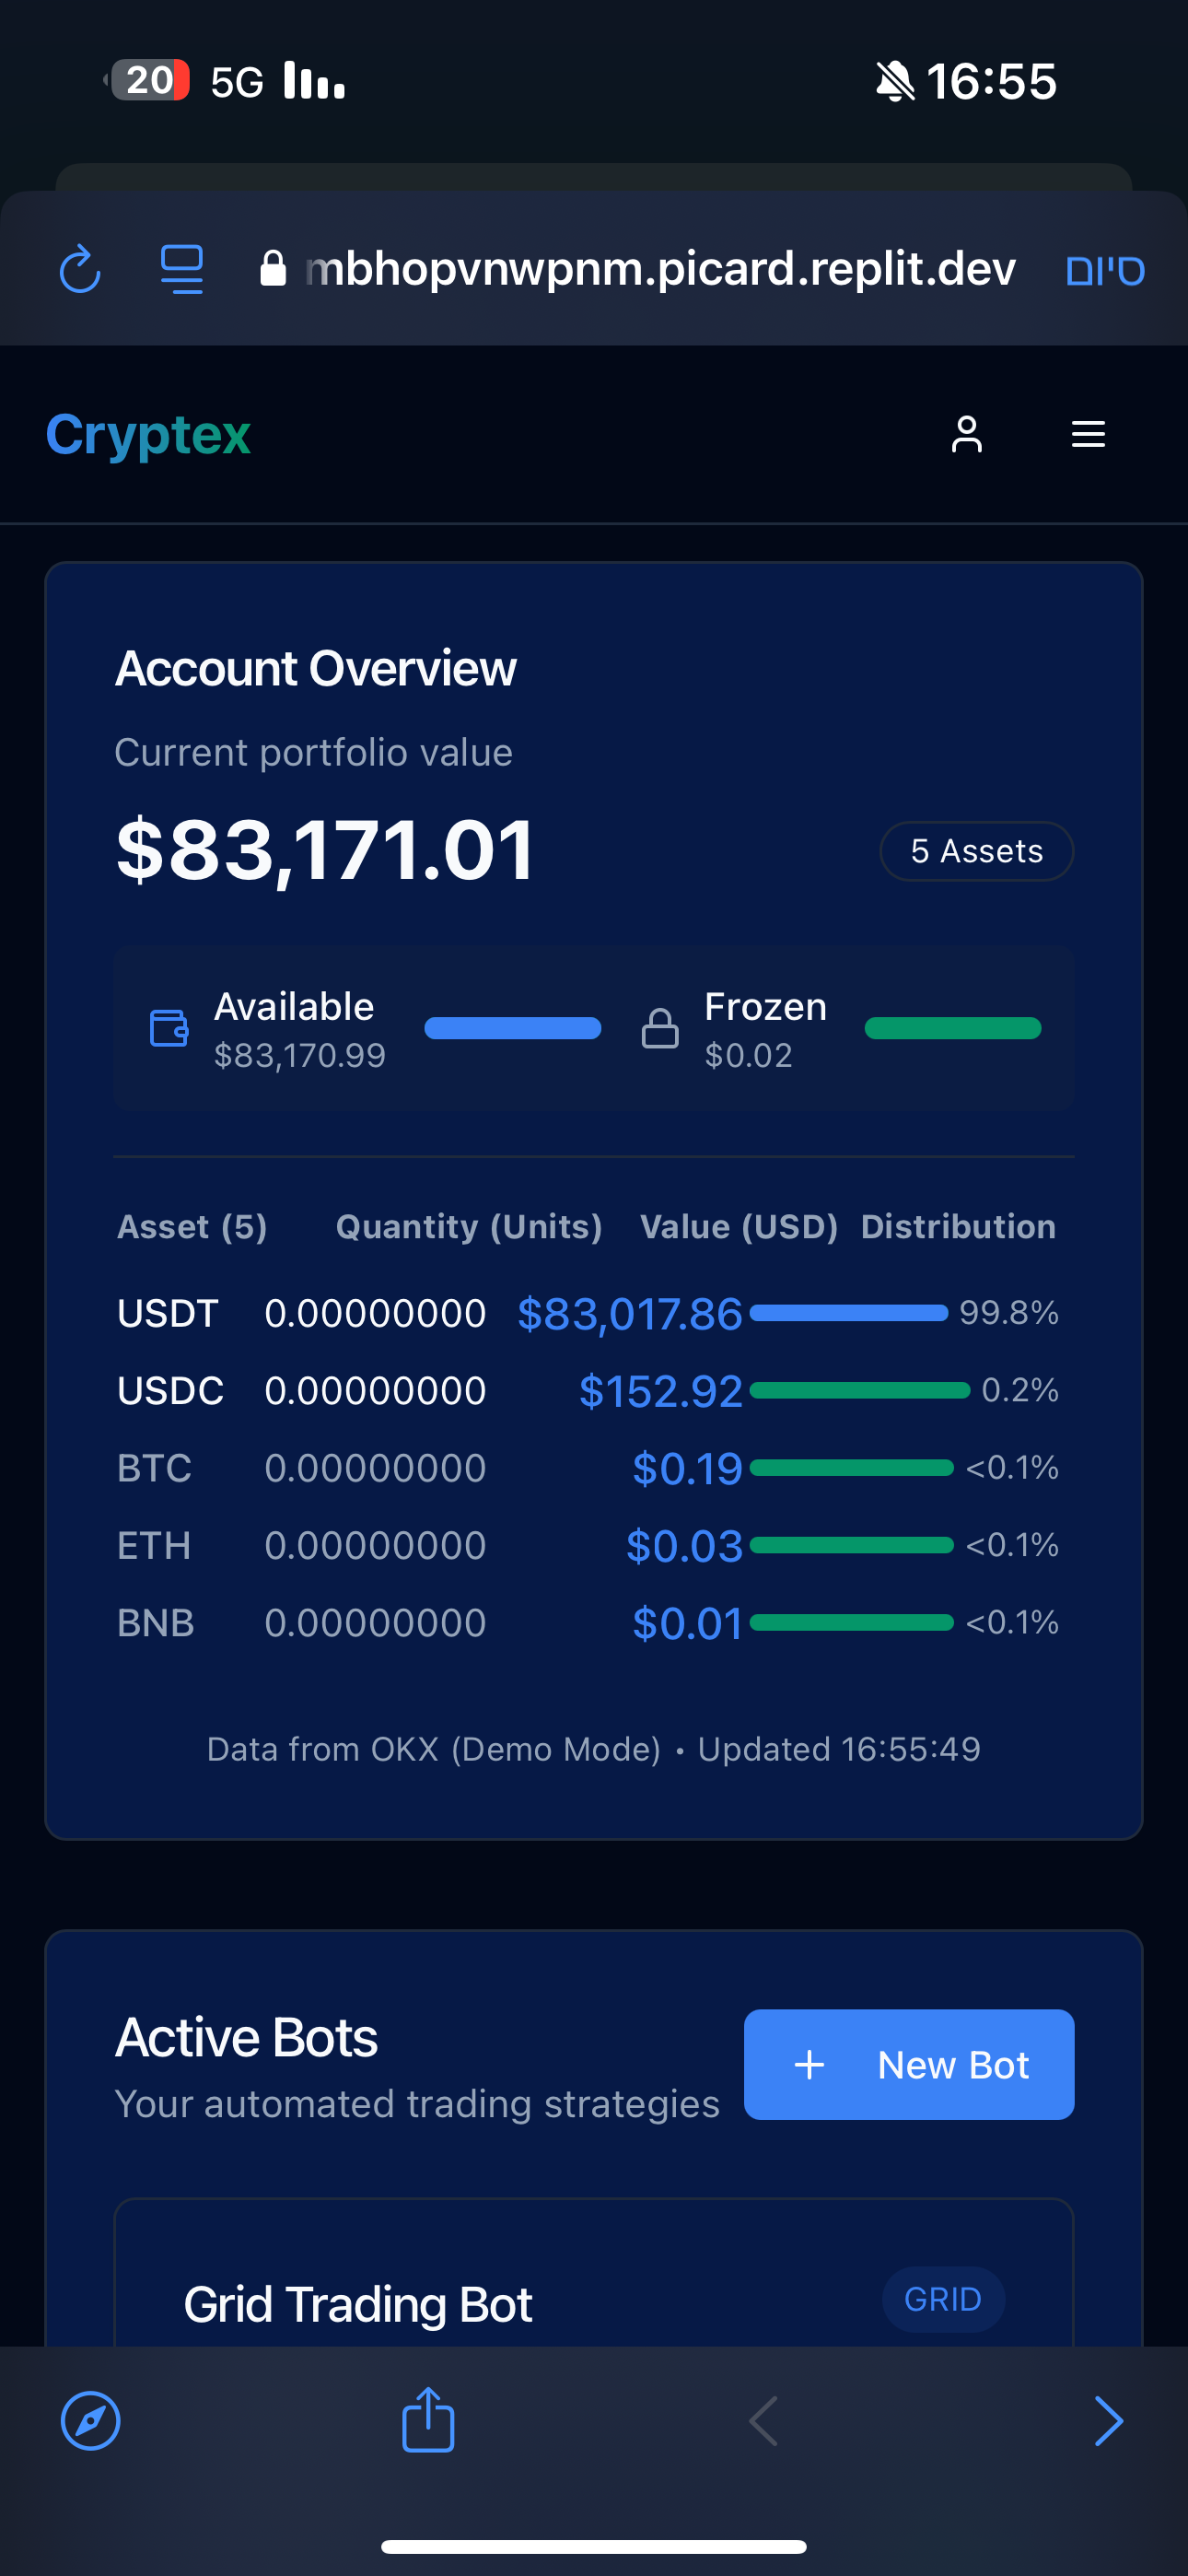 20 5G 16:55
mbhopvnwpnm.picard.replit.dev סיום
Cryptex
Account Overview
Current portfolio value
$83,171.01 5 Assets
Available Frozen
$83,170.99 $0.02
Asset (5) Quantity (Units) Value (USD) Distribution
USDT 0.00000000 $83,017.86 99.8%
USDC 0.00000000 $152.92 0.2%
BTC 0.00000000 $0.19 <0.1%
ETH 0.00000000 $0.03 <0.1%
BNB 0.00000000 $0.01 <0.1%
Data from OKX (Demo Mode) • Updated 16:55:49
Active Bots
+ New Bot
Your automated trading strategies
Grid Trading Bot GRID